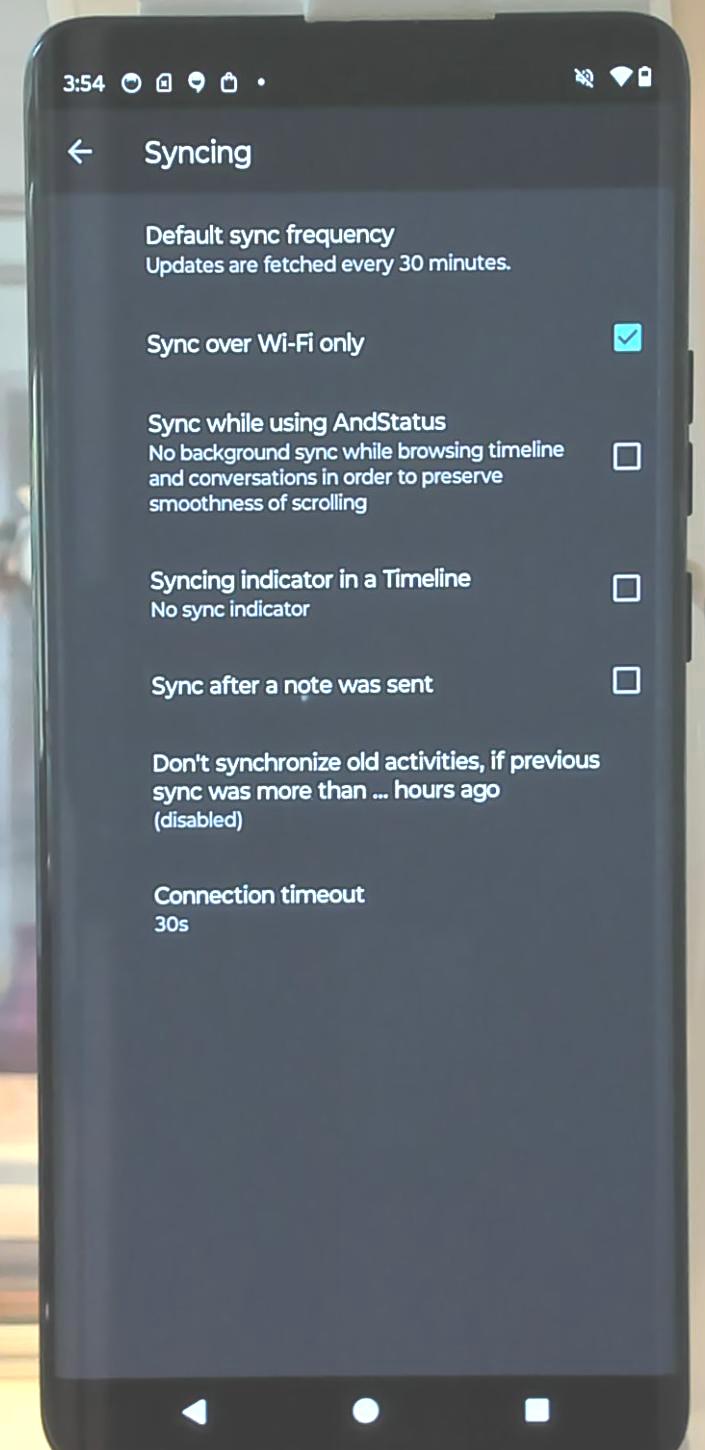 3:54
Syncing
Default sync frequency
Updates are fetched every 30 minutes.
Sync over Wi-Fi only
Sync while using AndStatus
No background sync while browsing timeline
and conversations in order to preserve
smoothness of scrolling
Syncing indicator in a Timeline
No sync indicator
Sync after a note was sent
Don't synchronize old activities, if previous
sync was more than ... hours ago
(disabled)
Connection timeout
30s